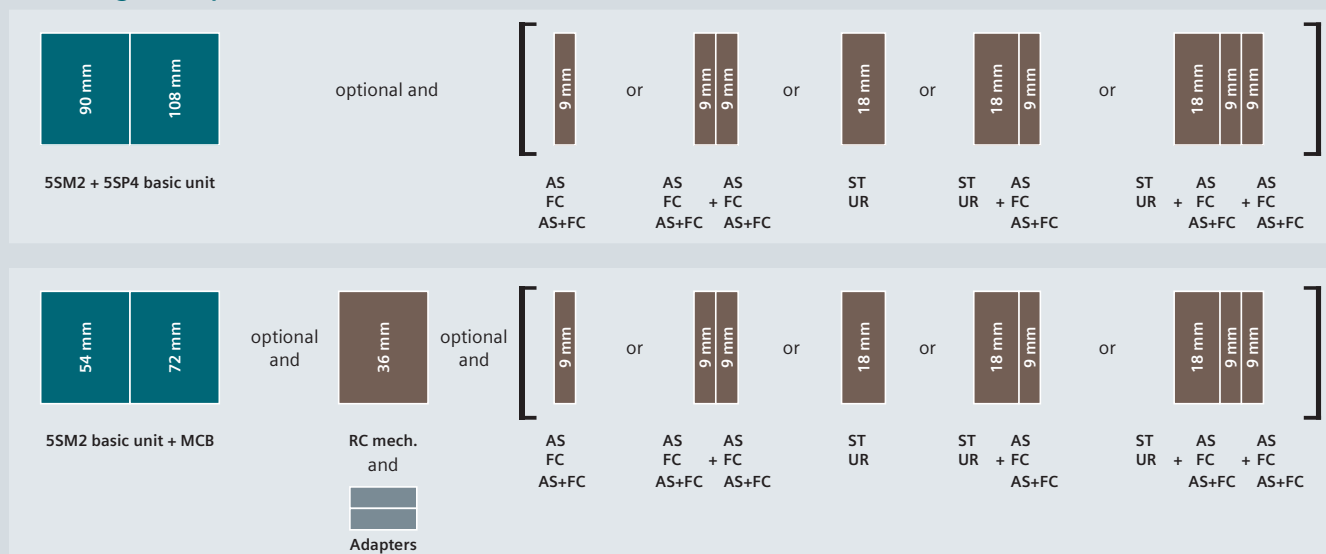 90 mm
108 mm
optional and
9 mm
or
9 mm
9 mm
or
18 mm
or
18 mm
9 mm
or
18 mm
9 mm
9 mm
5SM2 + 5SP4 basic unit
AS
FC
AS+FC
AS AS
FC + FC
AS+FC AS+FC
ST
UR
ST AS
UR + FC
AS+FC
ST AS AS
UR + FC + FC
AS+FC AS+FC
54 mm
72 mm
optional
and
36 mm
optional
and
9 mm
or
9 mm
9 mm
or
18 mm
or
18 mm
9 mm
or
18 mm
9 mm
9 mm
5SM2 basic unit + MCB
RC mech.
and
Adapters
AS
FC
AS+FC
AS AS
FC + FC
AS+FC AS+FC
ST
UR
ST AS
UR + FC
AS+FC
ST AS AS
UR + FC + FC
AS+FC AS+FC